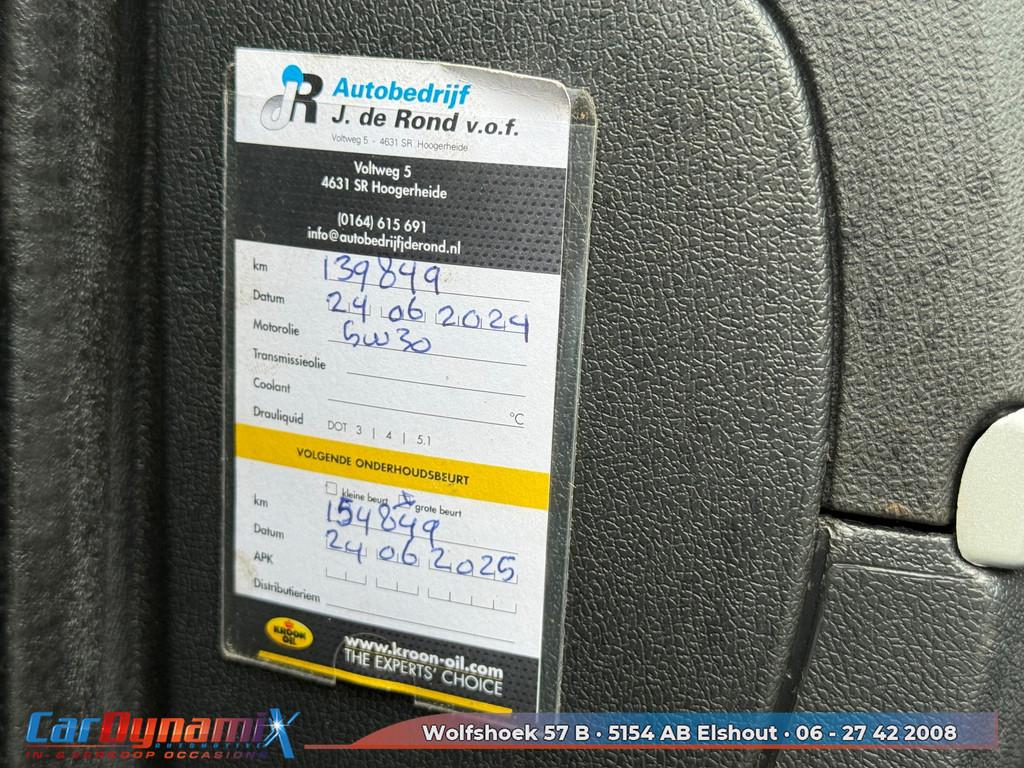 JR Autobedrijf
J. de Rond v.o.f.
Voltweg 5 - 4631 SR Hoogerheide
Voltweg 5
4631 SR Hoogerheide
(0164) 615 691
info@autobedrijfjderond.nl
km 139849
Datum 24 06 2024
Motorolie 5W30
Transmissieolie
Coolant °C
Drauliquid DOT 3 | 4 | 5.1
VOLGENDE ONDERHOUDSBEURT
kleine beurt grote beurt
km 154849
Datum 24 06 2025
APK
Distributieriem
KROON OIL
www.kroon-oil.com
THE EXPERTS' CHOICE
CarDynamiX
AUTOMOTIVE
IN- & VERKOOP OCCASIONS
Wolfshoek 57 B • 5154 AB Elshout • 06 - 27 42 2008